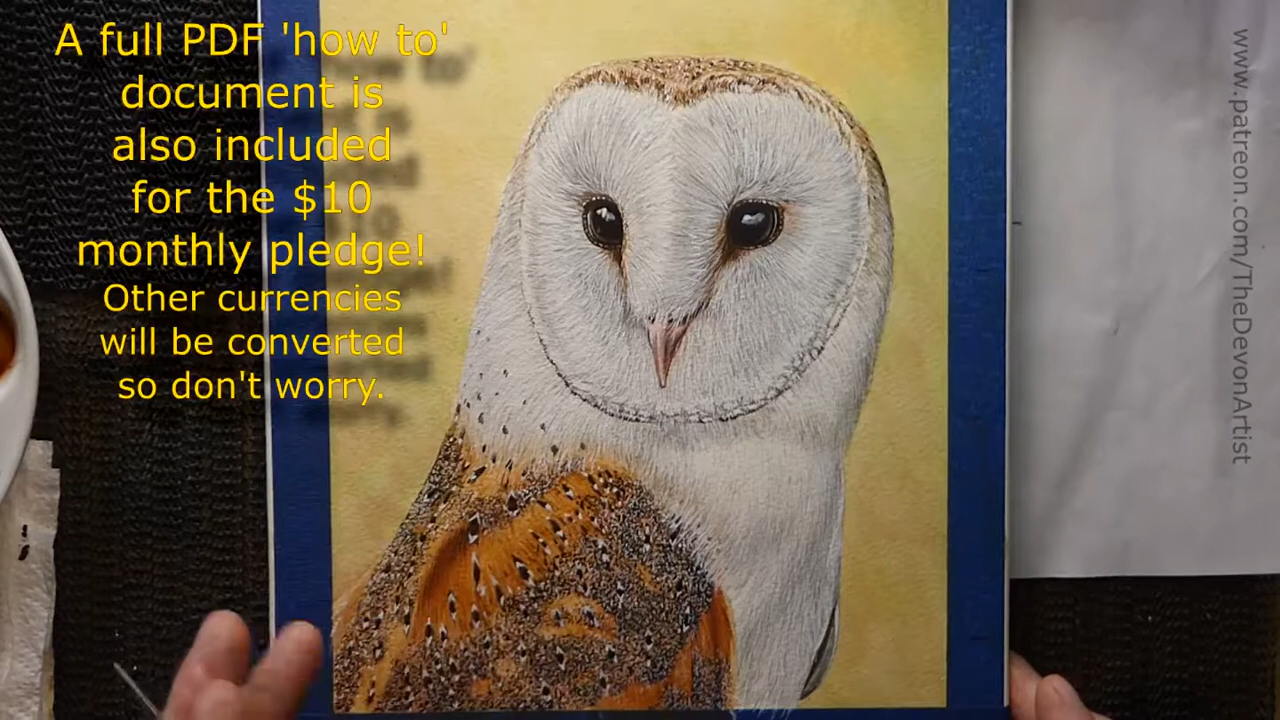 A full PDF 'how to'
document is
also included
for the $10
monthly pledge!
Other currencies
will be converted
so don't worry.
www.patreon.com/TheDevonArtist